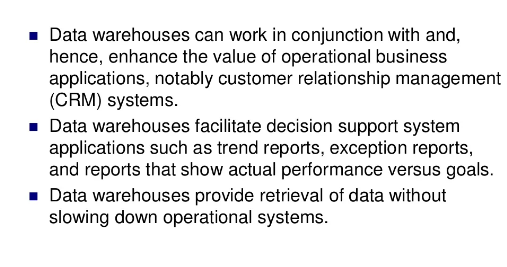 Data warehouses can work in conjunction with and,
hence, enhance the value of operational business
applications, notably customer relationship management
(CRM) systems.
Data warehouses facilitate decision support system
applications such as trend reports, exception reports,
and reports that show actual performance versus goals.
Data warehouses provide retrieval of data without
slowing down operational systems.